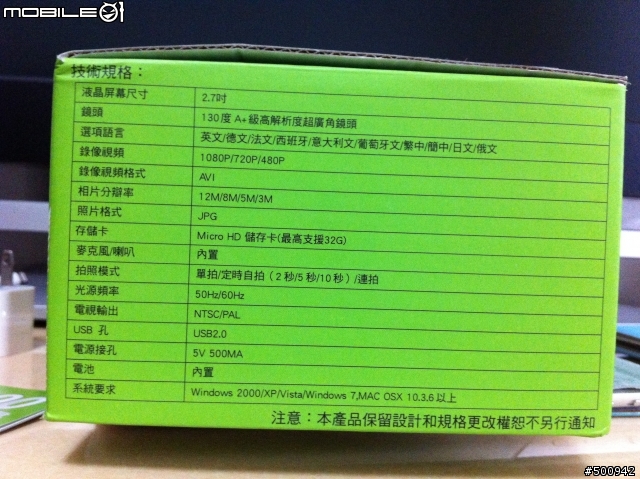 MOBILE01
技術規格：
液晶屏幕尺寸 2.7吋
鏡頭 130度 A+級高解析度超廣角鏡頭
選項語言 英文/德文/法文/西班牙/意大利文/葡萄牙文/繁中/簡中/日文/俄文
錄像視頻 1080P/720P/480P
錄像視頻格式 AVI
相片分辯率 12M/8M/5M/3M
照片格式 JPG
存儲卡 Micro HD 儲存卡(最高支援32G)
麥克風/喇叭 內置
拍照模式 單拍/定時自拍（2秒/5秒/10秒）/連拍
光源頻率 50Hz/60Hz
電視輸出 NTSC/PAL
USB 孔 USB2.0
電源接孔 5V 500MA
電池 內置
系統要求 Windows 2000/XP/Vista/Windows 7,MAC OSX 10.3.6以上
注意：本產品保留設計和規格更改權恕不另行通知
#500942